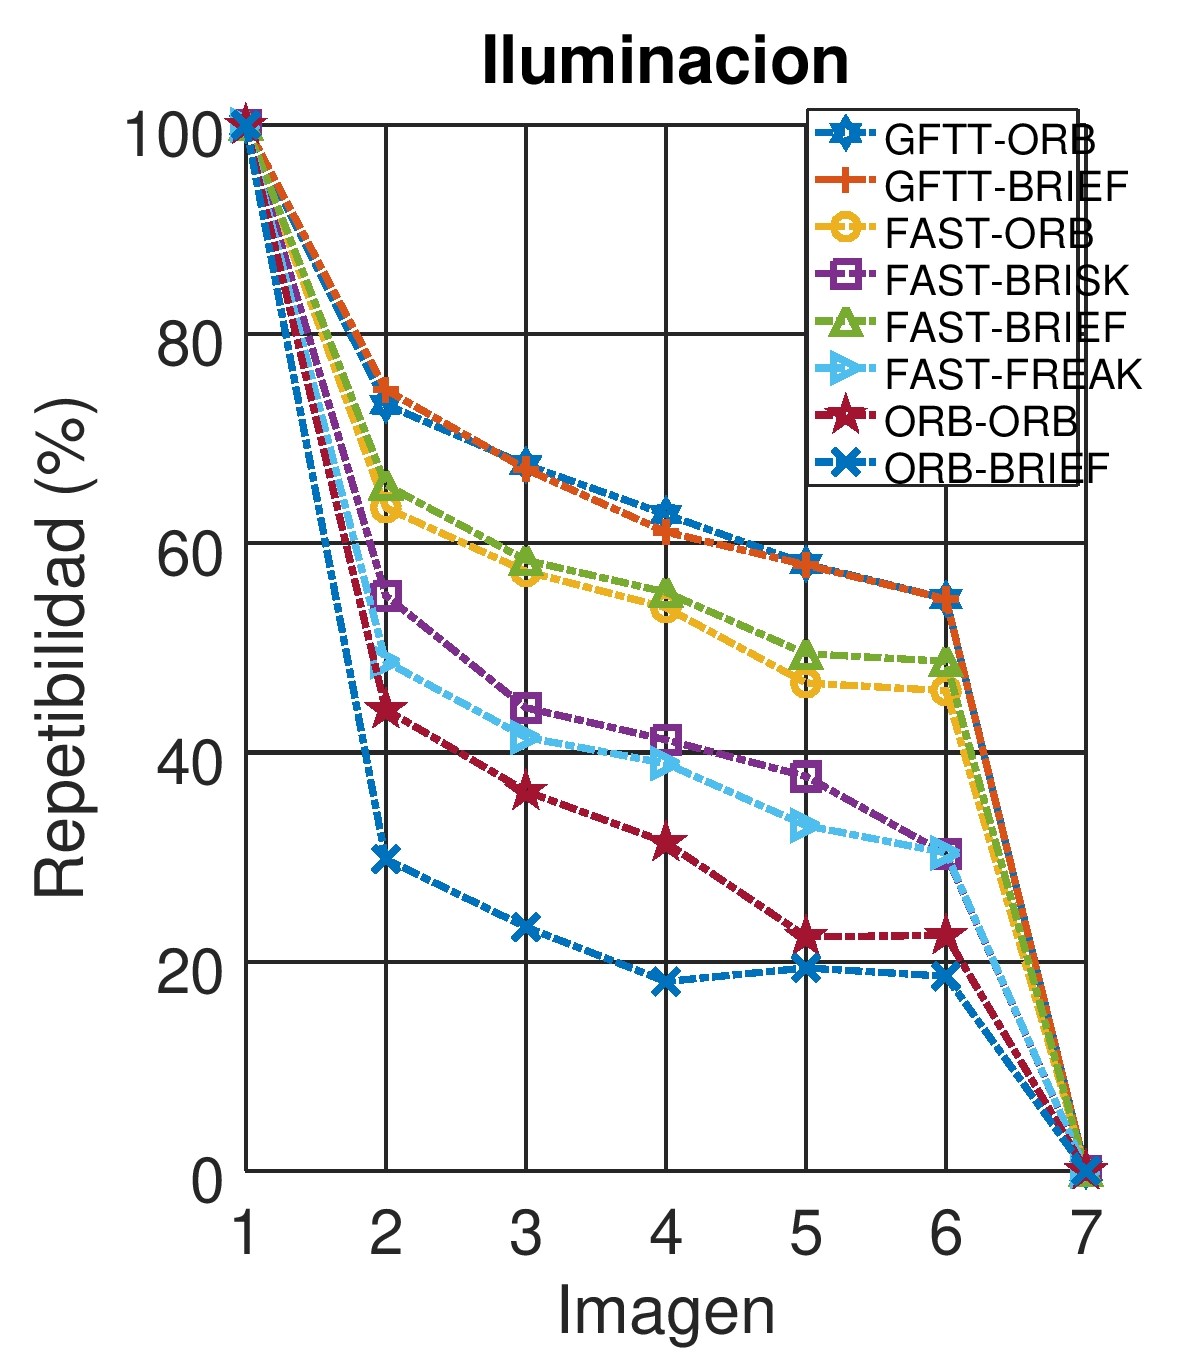 Iluminacion
100
80
60
40
20
0
Repetibilidad (%)
GFTT-ORB
GFTT-BRIEF
FAST-ORB
FAST-BRISK
FAST-BRIEF
FAST-FREAK
ORB-ORB
ORB-BRIEF
1 2 3 4 5 6 7
Imagen